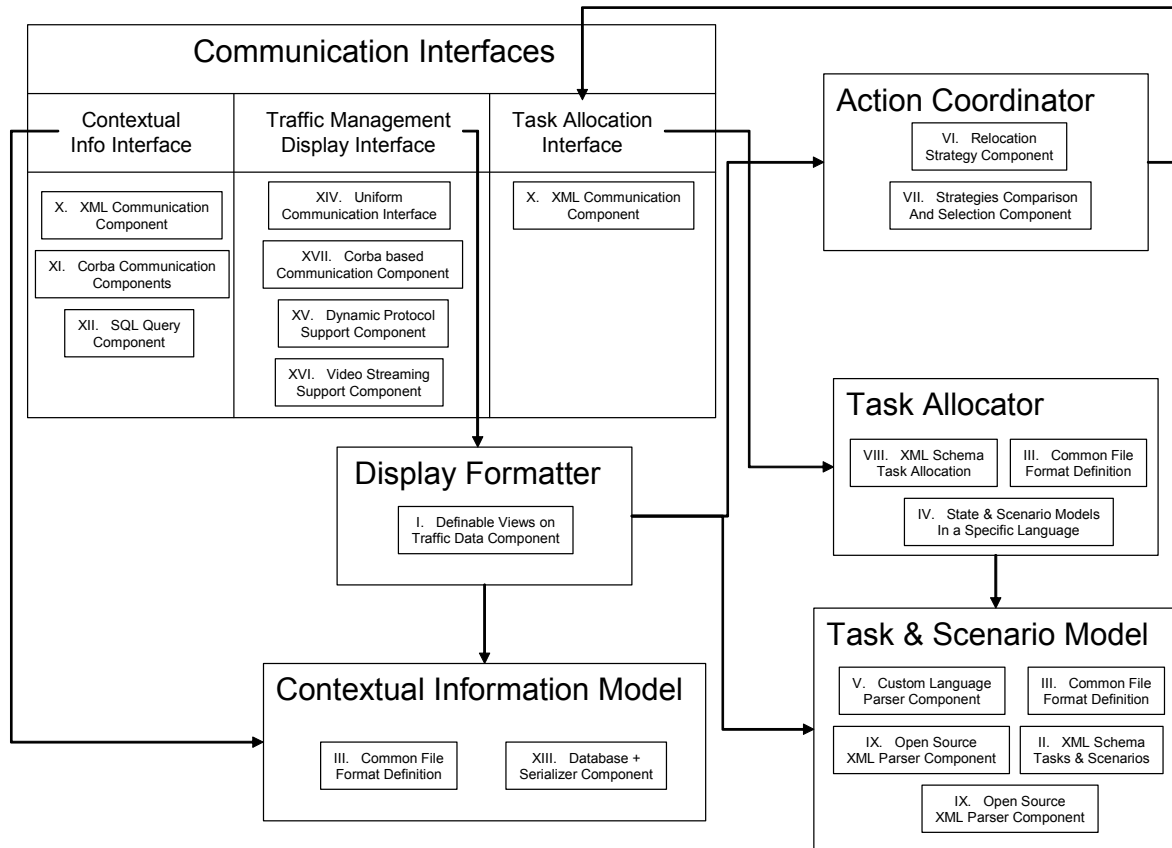 Communication Interfaces
Contextual
Info Interface
X. XML Communication
Component
XI. Corba Communication
Components
XII. SQL Query
Component
Traffic Management
Display Interface
XIV. Uniform
Communication Interface
XVII. Corba based
Communication Component
XV. Dynamic Protocol
Support Component
XVI. Video Streaming
Support Component
Task Allocation
Interface
X. XML Communication
Component
Action Coordinator
VI. Relocation
Strategy Component
VII. Strategies Comparison
And Selection Component
Task Allocator
VIII. XML Schema
Task Allocation
III. Common File
Format Definition
IV. State & Scenario Models
In a Specific Language
Display Formatter
I. Definable Views on
Traffic Data Component
Contextual Information Model
III. Common File
Format Definition
XIII. Database +
Serializer Component
Task & Scenario Model
V. Custom Language
Parser Component
III. Common File
Format Definition
IX. Open Source
XML Parser Component
II. XML Schema
Tasks & Scenarios
IX. Open Source
XML Parser Component